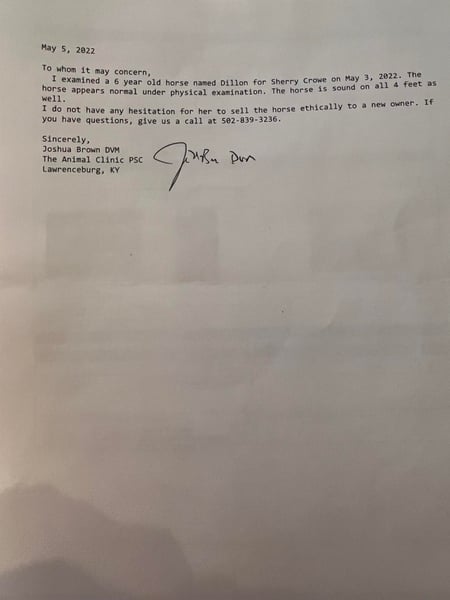 May 5, 2022
To whom it may concern,
I examined a 6 year old horse named Dillon for Sherry Crowe on May 3, 2022. The
horse appears normal under physical examination. The horse is sound on all 4 feet as
well.
I do not have any hesitation for her to sell the horse ethically to a new owner. If
you have questions, give us a call at 502-839-3236.
Sincerely,
Joshua Brown DVM
The Animal Clinic PSC
Lawrenceburg, KY
DVM